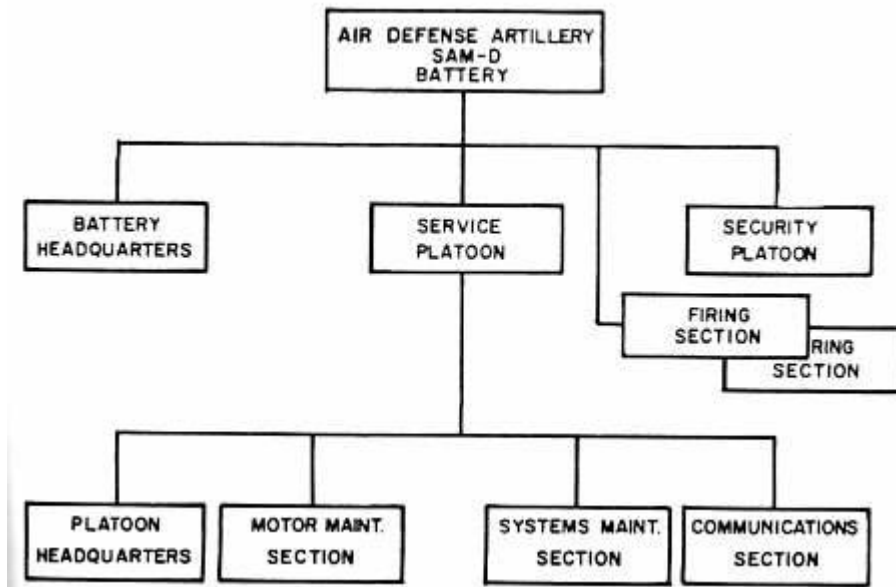 AIR DEFENSE ARTILLERY
SAM-D
BATTERY
BATTERY
HEADQUARTERS
SERVICE
PLATOON
SECURITY
PLATOON
FIRING
SECTION
RING
SECTION
PLATOON
HEADQUARTERS
MOTOR MAINT.
SECTION
SYSTEMS MAINT.
SECTION
COMMUNICATIONS
SECTION